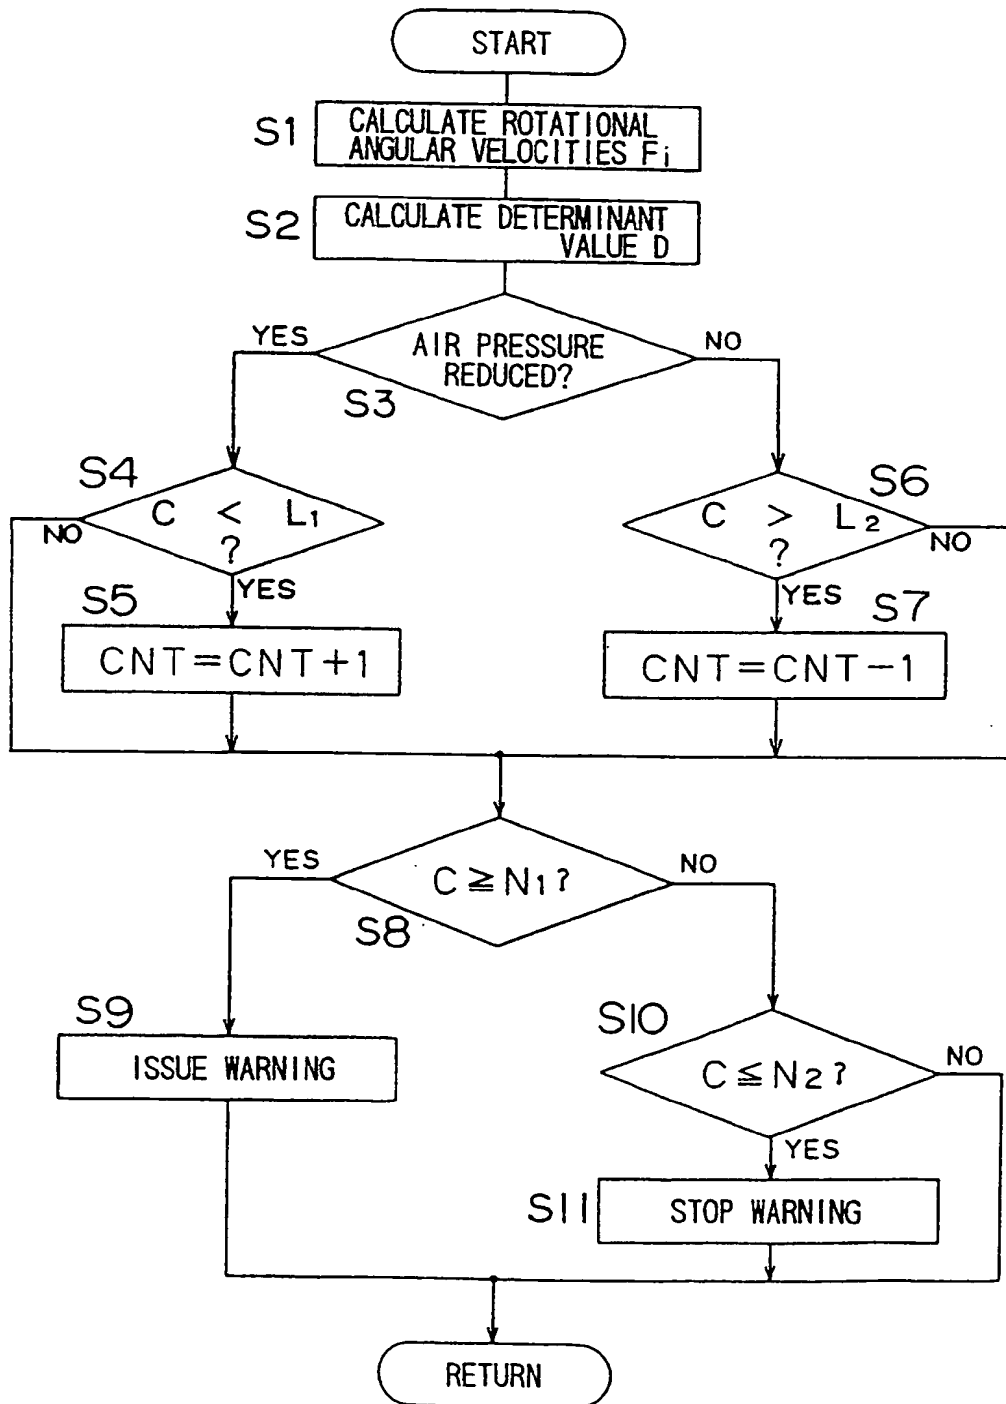 START
S1
CALCULATE ROTATIONAL
ANGULAR VELOCITIES Fi
S2
CALCULATE DETERMINANT
VALUE D
YES
NO
AIR PRESSURE
REDUCED?
S3
S4
C < L1
?
NO
YES
S6
C > L2
?
NO
YES
S5
CNT=CNT+1
S7
CNT=CNT-1
YES
NO
C≧N1?
S8
S9
ISSUE WARNING
S10
C≦N2?
NO
YES
S11
STOP WARNING
RETURN